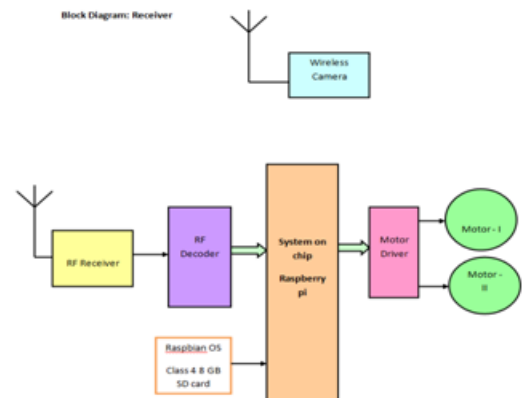 Block Diagram: Receiver
Wireless
Camera
RF Receiver
RF
Decoder
System on
chip
Raspberry
pi
Motor
Driver
Motor - I
Motor -
II
Raspbian OS
Class 4 8 GB
SD card